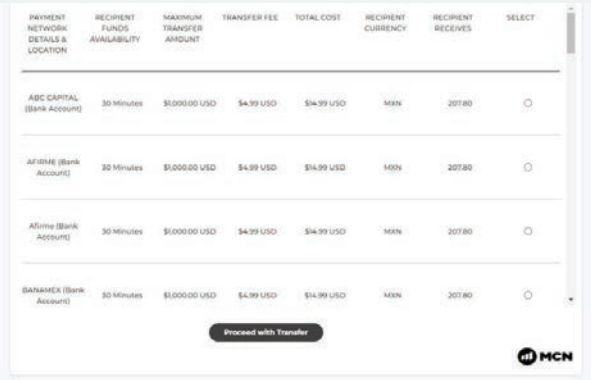 PAYMENT NETWORK DETAILS & LOCATION RECIPIENT FUNDS AVAILABILITY MAXIMUM TRANSFER AMOUNT TRANSFER FEE TOTAL COST RECIPIENT CURRENCY RECIPIENT RECEIVES SELECT
ABC CAPITAL (Bank Account) 30 Minutes $1,000.00 USD $4.99 USD $14.99 USD MXN 207.80
AFIRME (Bank Account) 30 Minutes $1,000.00 USD $4.99 USD $14.99 USD MXN 207.80
Afirme (Bank Account) 30 Minutes $1,000.00 USD $4.99 USD $14.99 USD MXN 207.80
BANAMEX (Bank Account) 30 Minutes $1,000.00 USD $4.99 USD $14.99 USD MXN 207.80
Proceed with Transfer
MCN